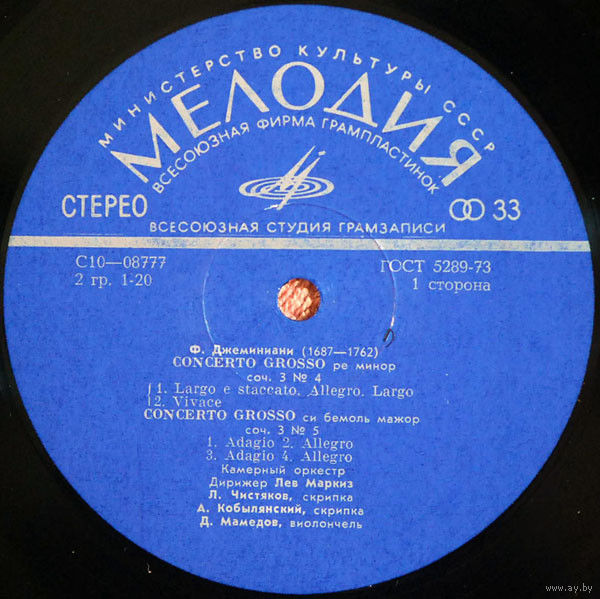 МИНИСТЕРСТВО КУЛЬТУРЫ СССР
МЕЛОДИЯ
ВСЕСОЮЗНАЯ ФИРМА ГРАМПЛАСТИНОК
СТЕРЕО
33
ВСЕСОЮЗНАЯ СТУДИЯ ГРАМЗАПИСИ
С10—08777
ГОСТ 5289-73
2 гр. 1-20
1 сторона
Ф. Джеминиани (1687—1762)
CONCERTO GROSSO ре минор
соч. 3 № 4
1. Largo e staccato. Allegro. Largo
2. Vivace
CONCERTO GROSSO си бемоль мажор
соч. 3 № 5
1. Adagio 2. Allegro
3. Adagio 4. Allegro
Камерный оркестр
Дирижер Лев Маркиз
Л. Чистяков, скрипка
А. Кобылянский, скрипка
Д. Мамедов, виолончель
www.ay.by